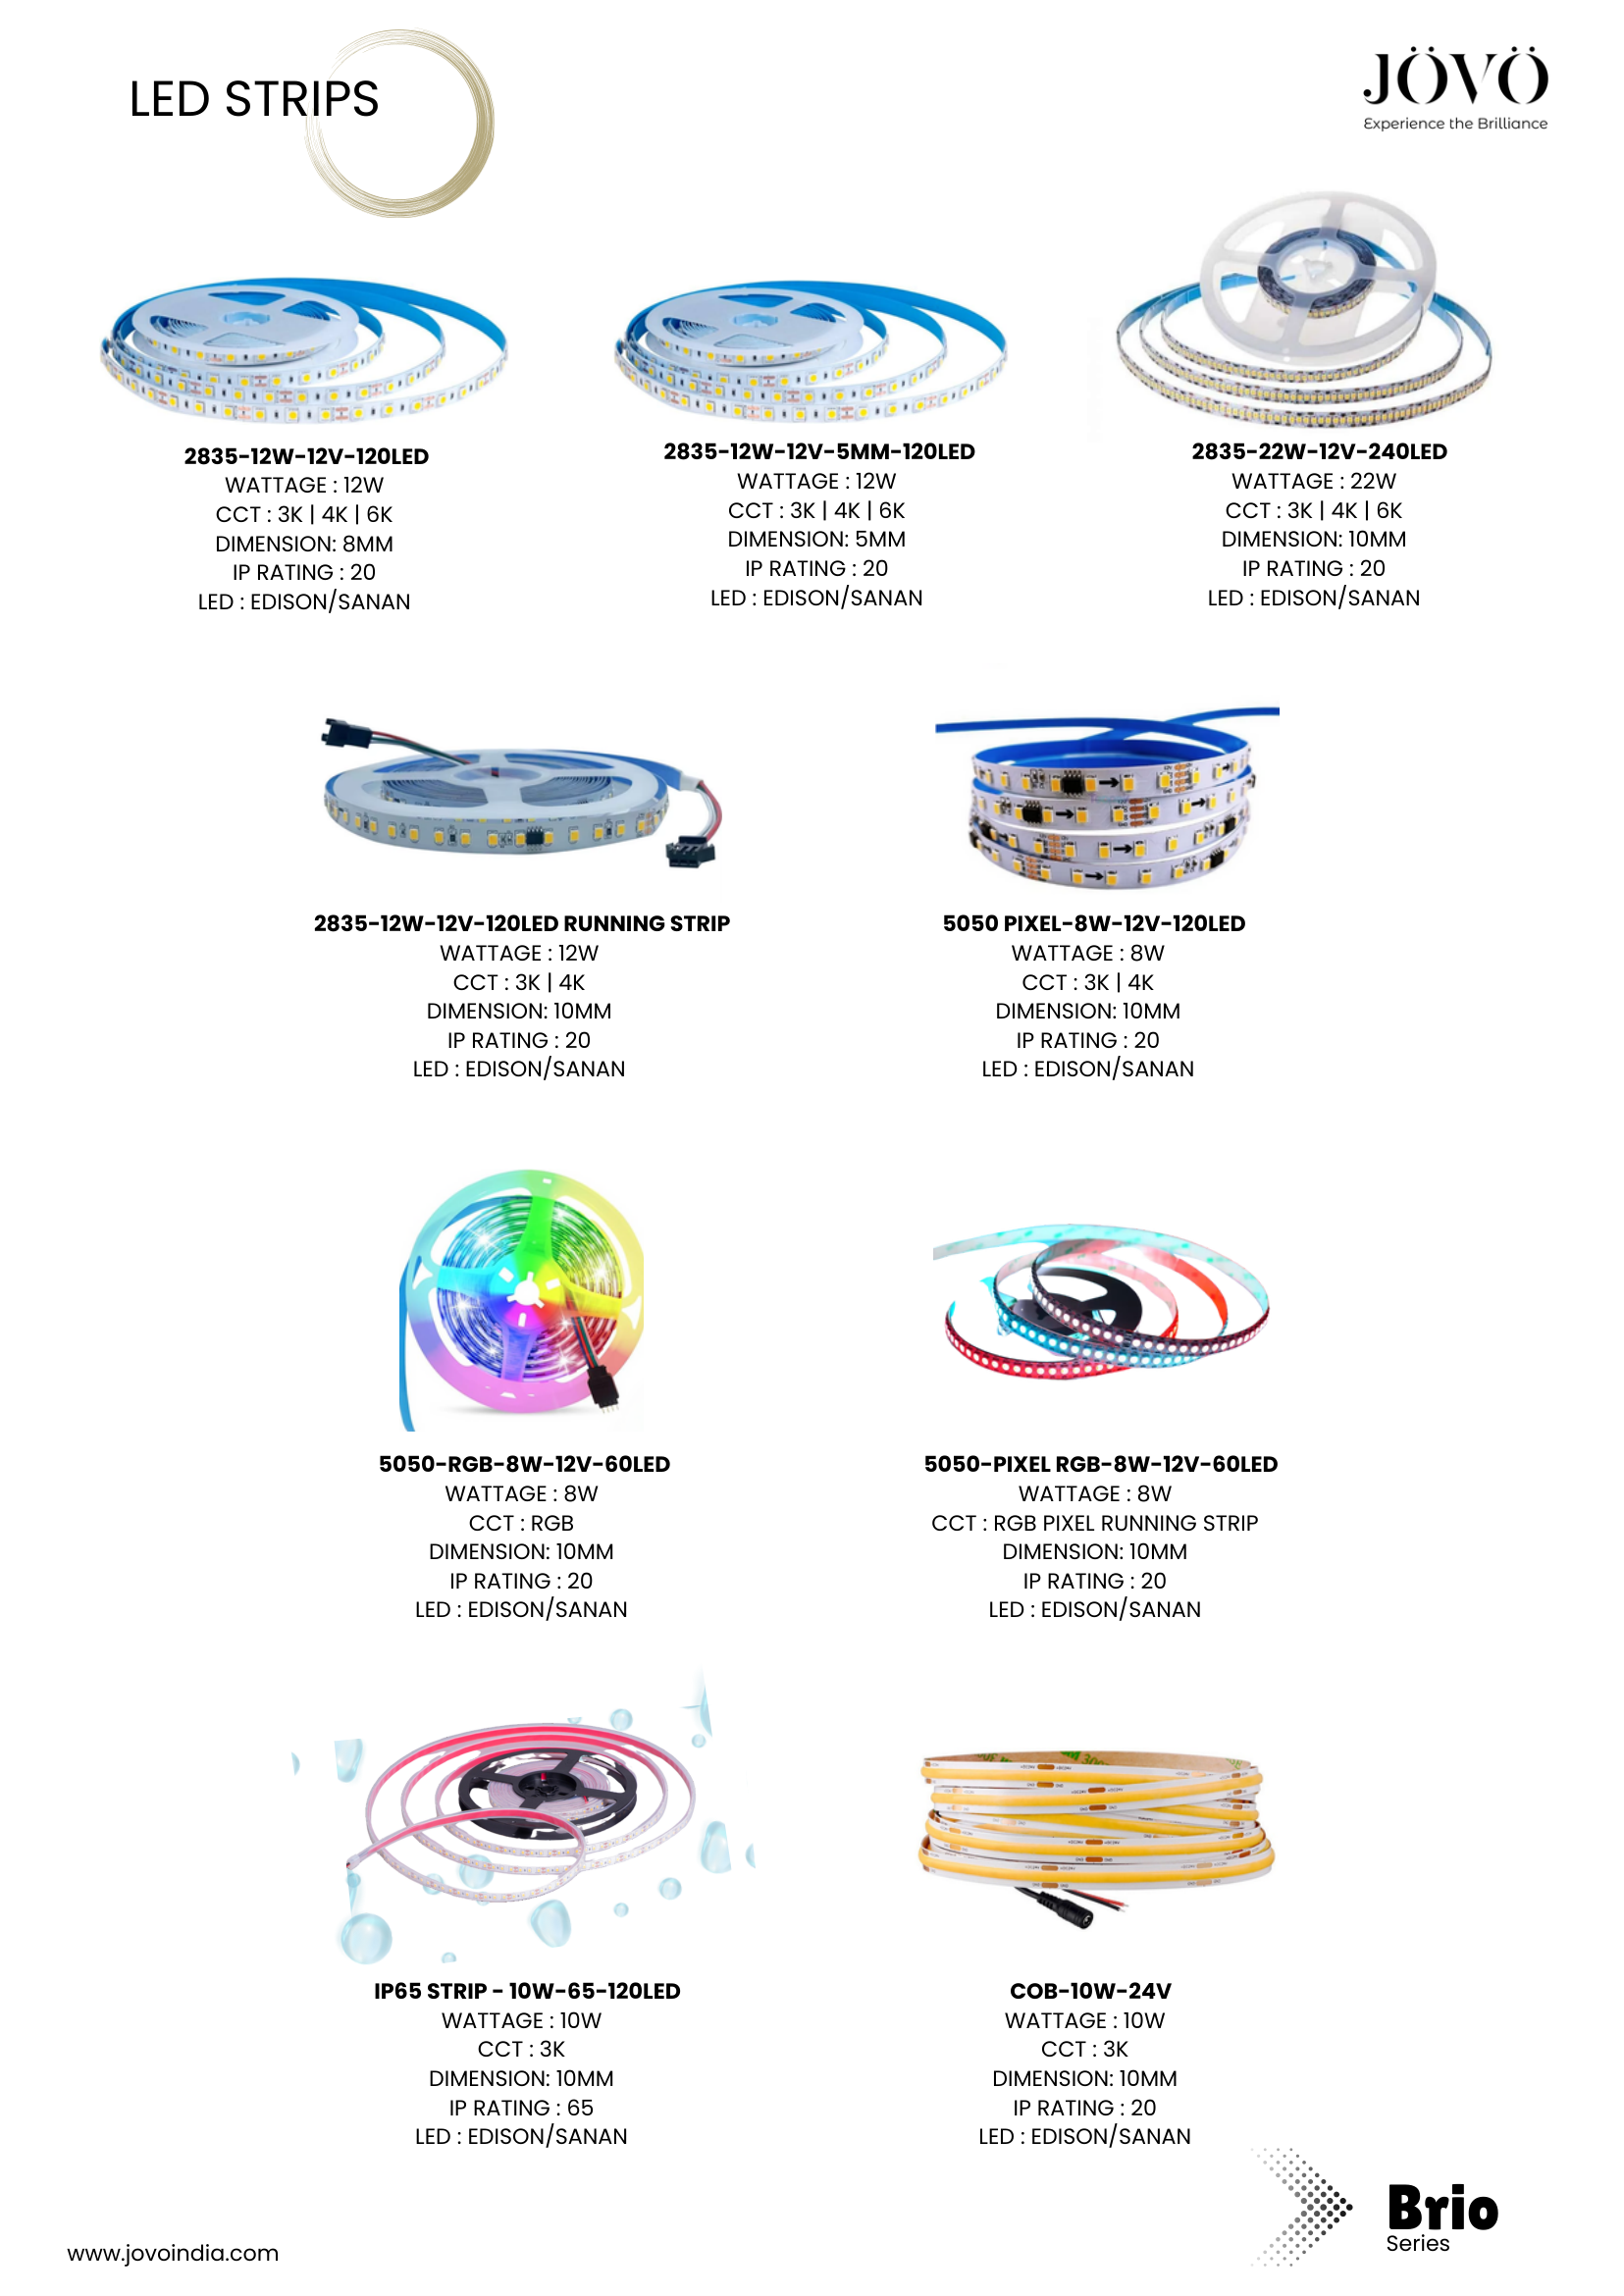 LED STRIPS
JÖVÖ
Experience the Brilliance
2835-12W-12V-120LED
WATTAGE : 12W
CCT : 3K | 4K | 6K
DIMENSION: 8MM
IP RATING : 20
LED : EDISON/SANAN
2835-12W-12V-5MM-120LED
WATTAGE : 12W
CCT : 3K | 4K | 6K
DIMENSION: 5MM
IP RATING : 20
LED : EDISON/SANAN
2835-22W-12V-240LED
WATTAGE : 22W
CCT : 3K | 4K | 6K
DIMENSION: 10MM
IP RATING : 20
LED : EDISON/SANAN
2835-12W-12V-120LED RUNNING STRIP
WATTAGE : 12W
CCT : 3K | 4K
DIMENSION: 10MM
IP RATING : 20
LED : EDISON/SANAN
5050 PIXEL-8W-12V-120LED
WATTAGE : 8W
CCT : 3K | 4K
DIMENSION: 10MM
IP RATING : 20
LED : EDISON/SANAN
5050-RGB-8W-12V-60LED
WATTAGE : 8W
CCT : RGB
DIMENSION: 10MM
IP RATING : 20
LED : EDISON/SANAN
5050-PIXEL RGB-8W-12V-60LED
WATTAGE : 8W
CCT : RGB PIXEL RUNNING STRIP
DIMENSION: 10MM
IP RATING : 20
LED : EDISON/SANAN
IP65 STRIP - 10W-65-120LED
WATTAGE : 10W
CCT : 3K
DIMENSION: 10MM
IP RATING : 65
LED : EDISON/SANAN
COB-10W-24V
WATTAGE : 10W
CCT : 3K
DIMENSION: 10MM
IP RATING : 20
LED : EDISON/SANAN
Brio
Series
www.jovoindia.com